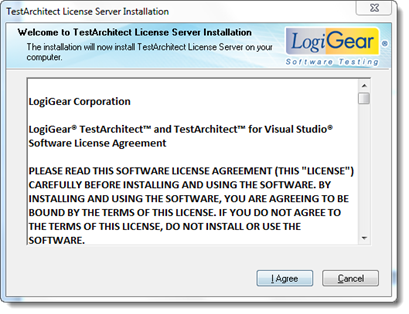 TestArchitect License Server Installation
Welcome to TestArchitect License Server Installation
The installation will now install TestArchitect License Server on your
computer.
LogiGear®
Software Testing
LogiGear Corporation
LogiGear® TestArchitect™ and TestArchitect™ for Visual Studio®
Software License Agreement
PLEASE READ THIS SOFTWARE LICENSE AGREEMENT (THIS "LICENSE")
CAREFULLY BEFORE INSTALLING AND USING THE SOFTWARE. BY
INSTALLING AND USING THE SOFTWARE, YOU ARE AGREEING TO BE
BOUND BY THE TERMS OF THIS LICENSE. IF YOU DO NOT AGREE TO
THE TERMS OF THIS LICENSE, DO NOT INSTALL OR USE THE
SOFTWARE.
I Agree
Cancel